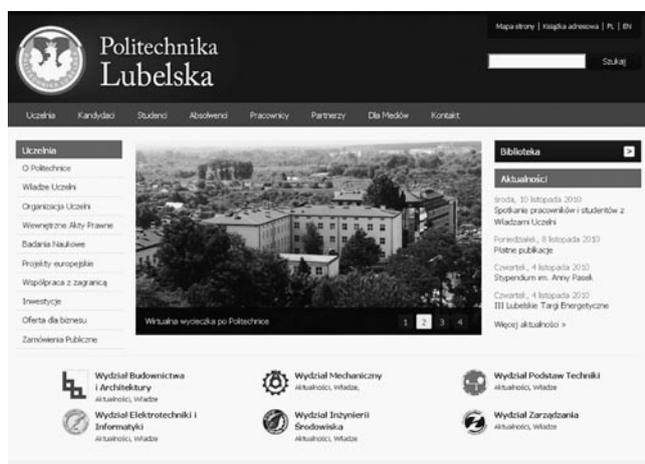 Politechnika
Lubelska
Mapa strony | Książka adresowa | PL | EN
Szukaj
Uczelnia Kandydaci Studenci Absolwenci Pracownicy Partnerzy Dla Mediów Kontakt
Uczelnia
O Politechnice
Władze Uczelni
Organizacja Uczelni
Wewnętrzne Akty Prawne
Badania Naukowe
Projekty europejskie
Współpraca z zagranicą
Inwestycje
Oferta dla biznesu
Zamówienia Publiczne
Wirtualna wycieczka po Politechnice 1 2 3 4
Biblioteka
Aktualności
środa, 10 listopada 2010
Spotkanie pracowników i studentów z
Władzami Uczelni
Poniedziałek, 8 listopada 2010
Płatne publikacje
Czwartek, 4 listopada 2010
Stypendium im. Anny Pasek
Czwartek, 4 listopada 2010
III Lubelskie Targi Energetyczne
Więcej aktualności »
Wydział Budownictwa
i Architektury
Aktualności, Władze
Wydział Mechaniczny
Aktualności, Władze,
Wydział Podstaw Techniki
Aktualności, Władze
Wydział Elektrotechniki i
Informatyki
Aktualności, Władze
Wydział Inżynierii
Środowiska
Aktualności, Władze
Wydział Zarządzania
Aktualności, Władze